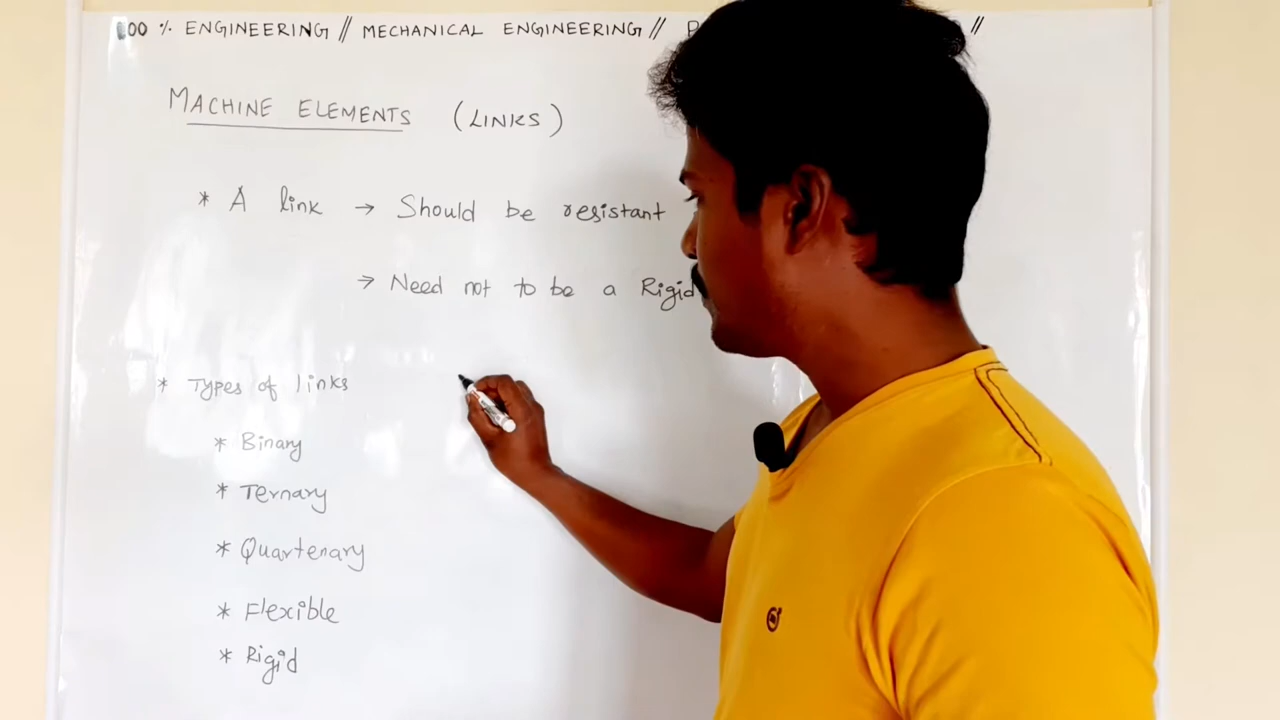 100 % ENGINEERING // MECHANICAL ENGINEERING // //
MACHINE ELEMENTS (LINKS)
* A link → Should be resistant
→ Need not to be a Rigid
* Types of links
* Binary
* Ternary
* Quartenary
* Flexible
* Rigid